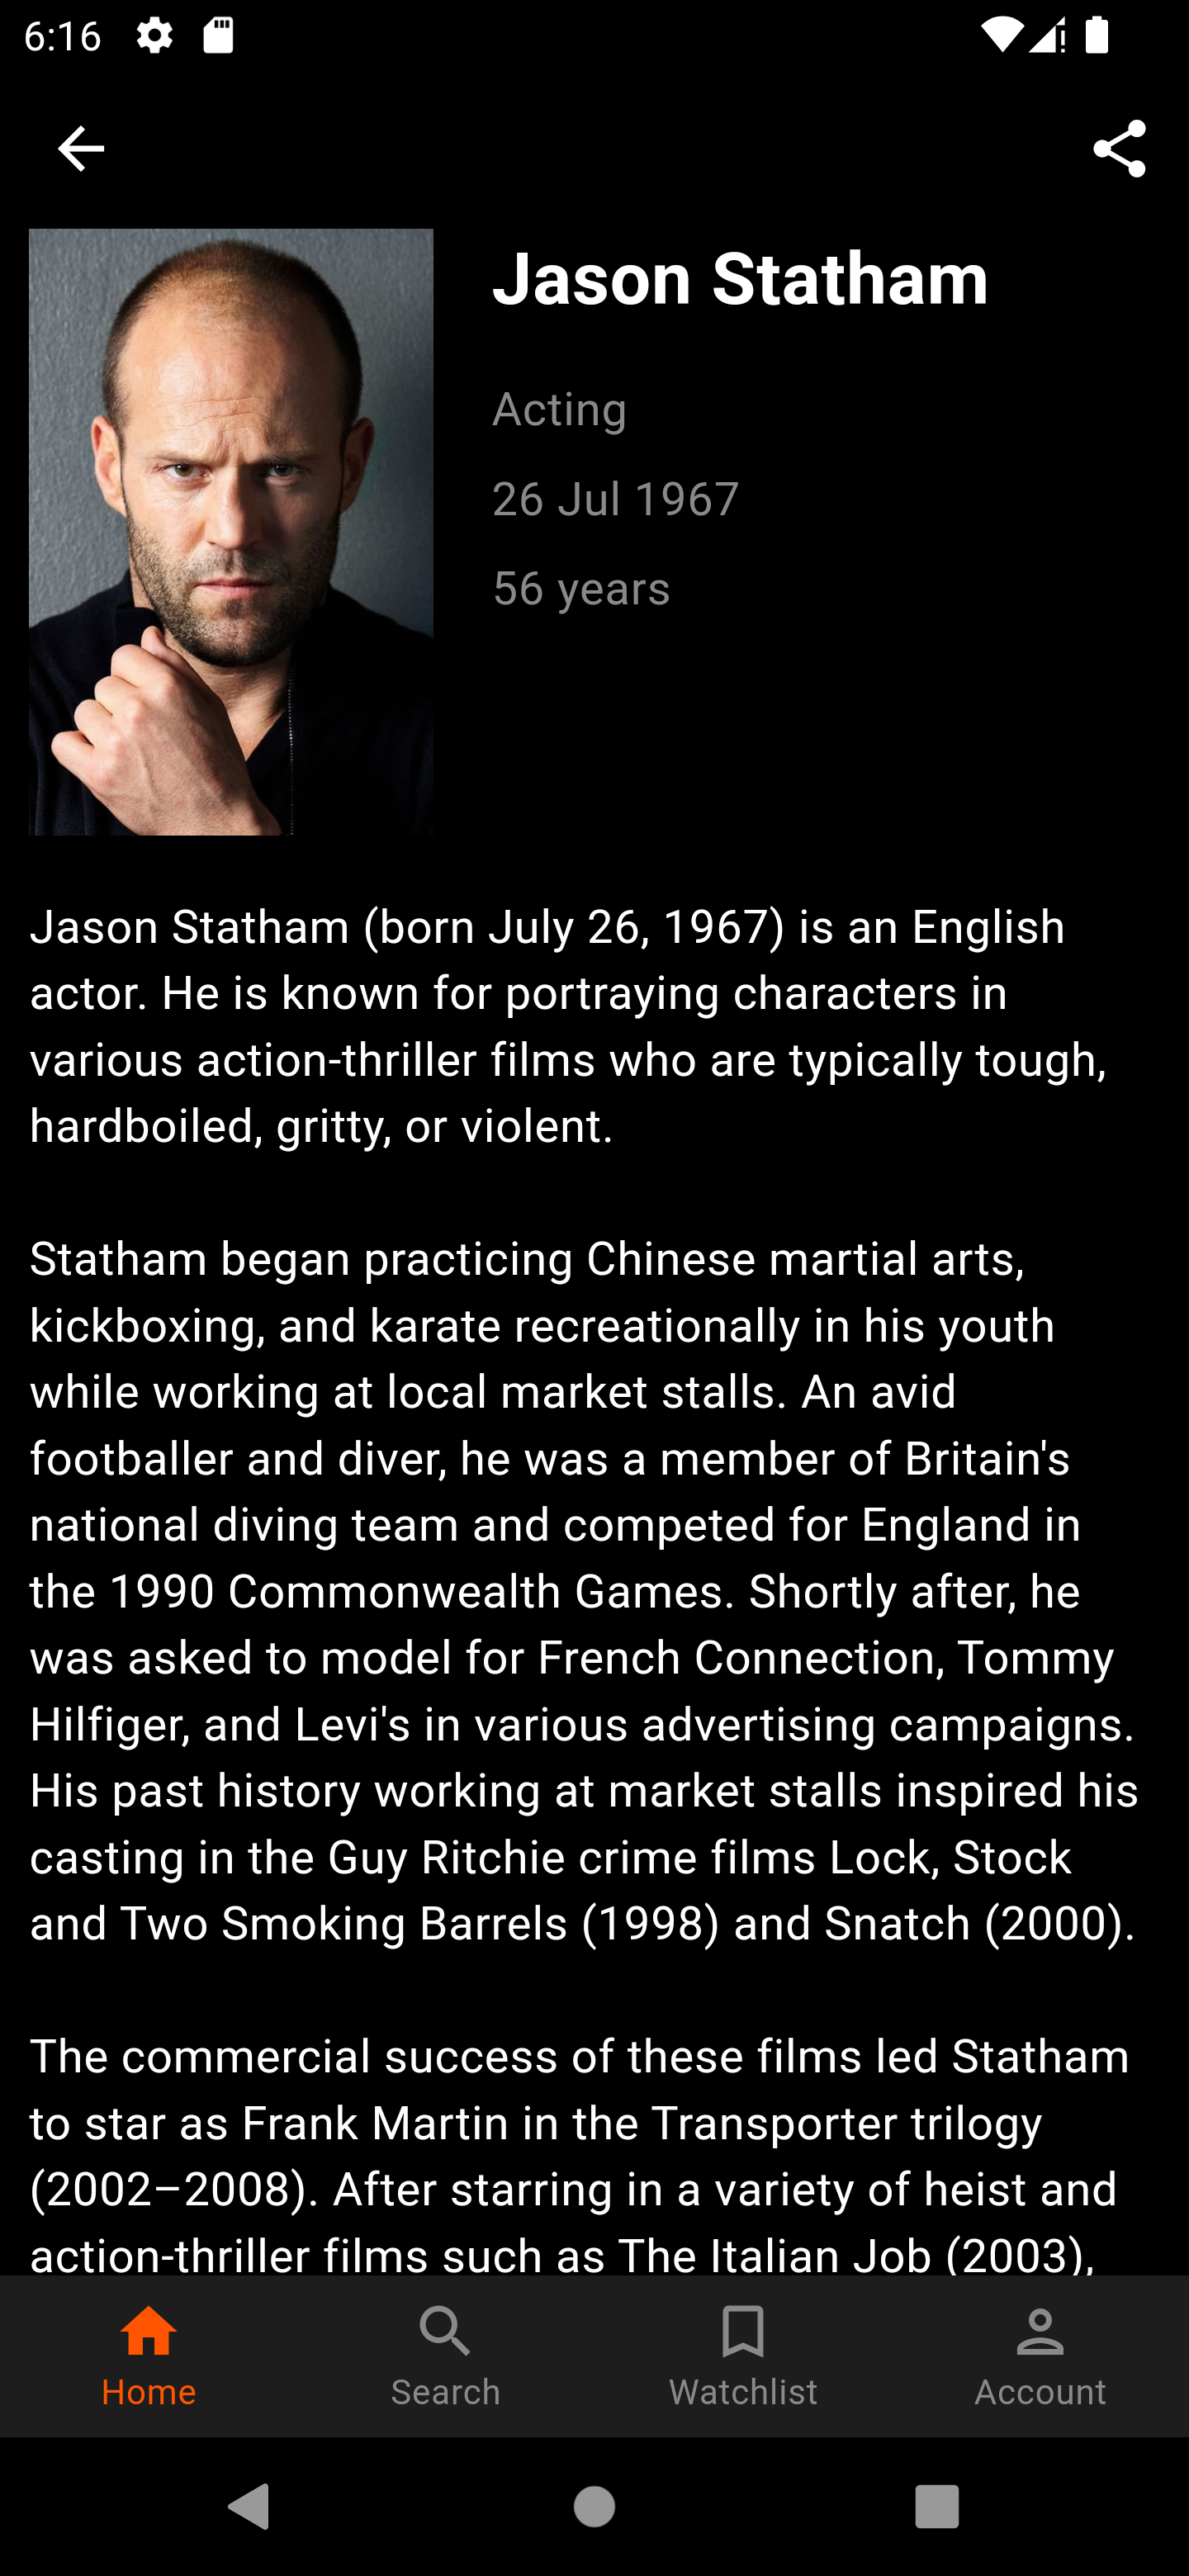 6:16
Jason Statham
Acting
26 Jul 1967
56 years
Jason Statham (born July 26, 1967) is an English
actor. He is known for portraying characters in
various action-thriller films who are typically tough,
hardboiled, gritty, or violent.
Statham began practicing Chinese martial arts,
kickboxing, and karate recreationally in his youth
while working at local market stalls. An avid
footballer and diver, he was a member of Britain's
national diving team and competed for England in
the 1990 Commonwealth Games. Shortly after, he
was asked to model for French Connection, Tommy
Hilfiger, and Levi's in various advertising campaigns.
His past history working at market stalls inspired his
casting in the Guy Ritchie crime films Lock, Stock
and Two Smoking Barrels (1998) and Snatch (2000).
The commercial success of these films led Statham
to star as Frank Martin in the Transporter trilogy
(2002–2008). After starring in a variety of heist and
action-thriller films such as The Italian Job (2003),
Home
Search
Watchlist
Account